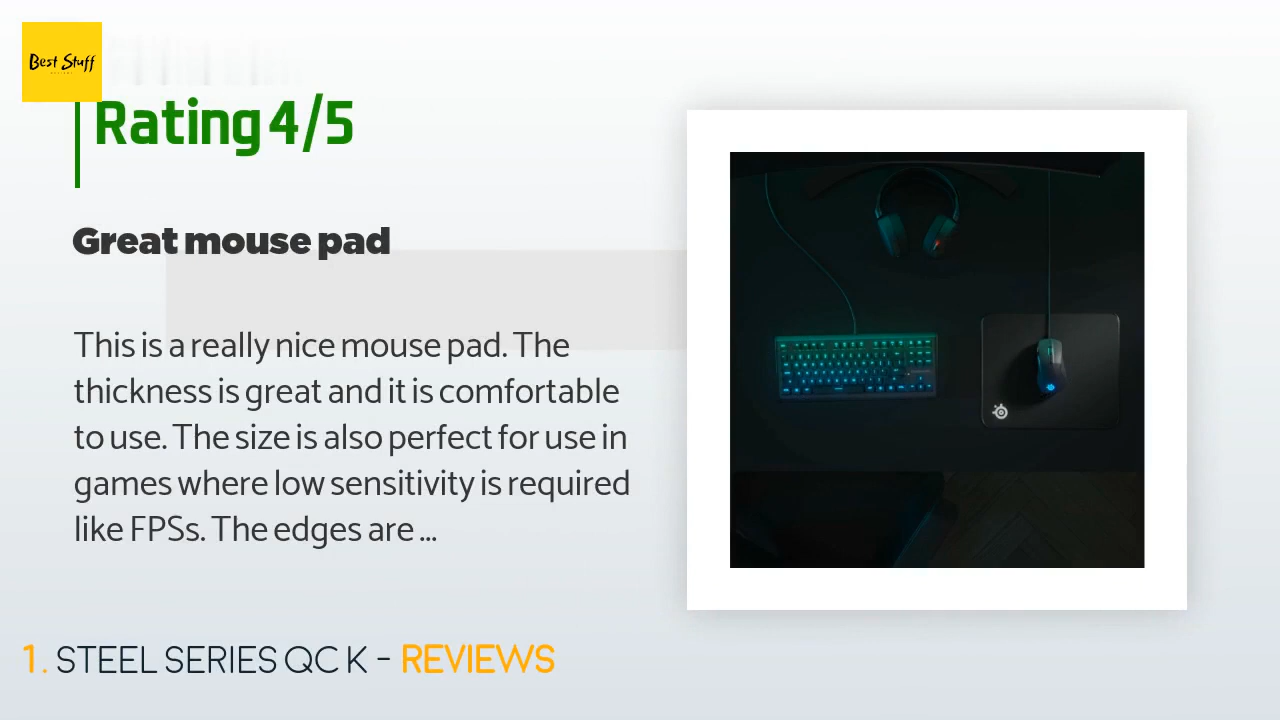 Best Stuff
Rating 4/5
Great mouse pad
This is a really nice mouse pad. The
thickness is great and it is comfortable
to use. The size is also perfect for use in
games where low sensitivity is required
like FPSs. The edges are ...
1. STEEL SERIES QC K - REVIEWS